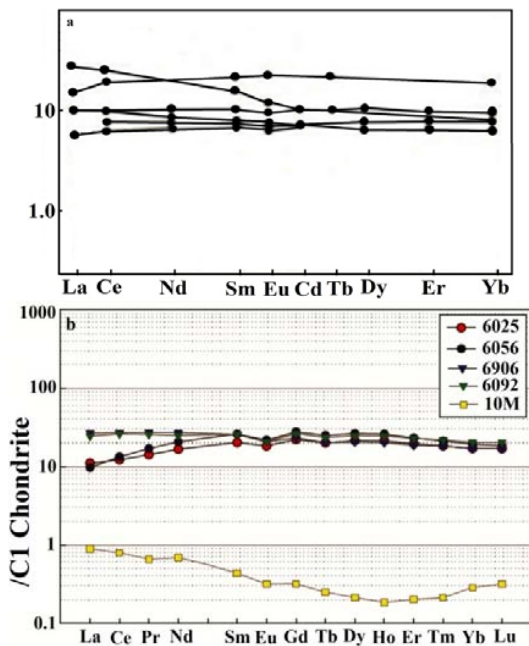 a
10
1.0
La Ce Nd Sm Eu Cd Tb Dy Er Yb
1000
b
6025
6056
6906
6092
10M
100
10
1
0.1
/C1 Chondrite
La Ce Pr Nd Sm Eu Gd Tb Dy Ho Er Tm Yb Lu